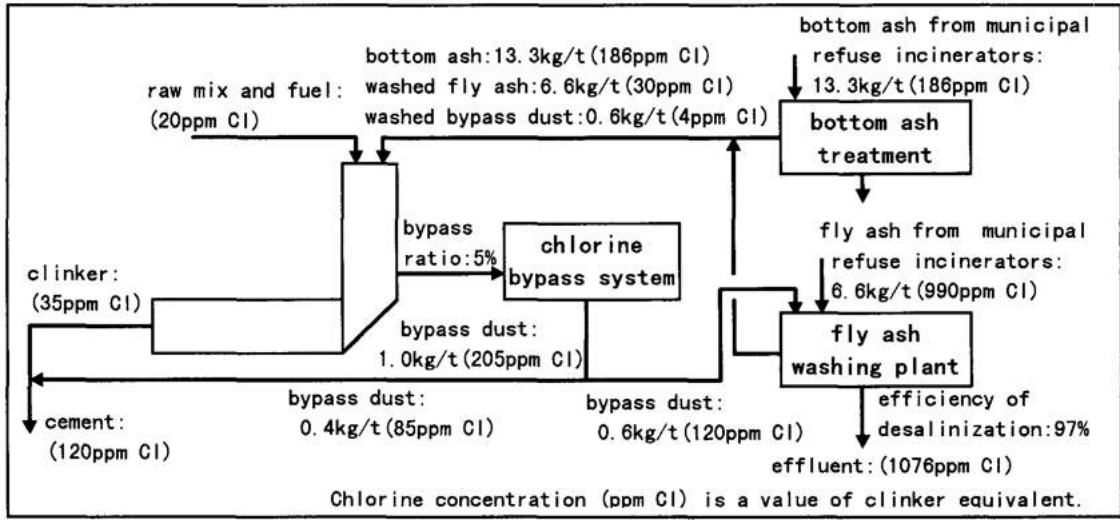 bottom ash from municipal
refuse incinerators:
13.3kg/t(186ppm Cl)
bottom ash:13.3kg/t(186ppm Cl)
washed fly ash:6.6kg/t(30ppm Cl)
washed bypass dust:0.6kg/t(4ppm Cl)
raw mix and fuel:
(20ppm Cl)
bottom ash
treatment
bypass
ratio:5%
chlorine
bypass system
fly ash from municipal
refuse incinerators:
6.6kg/t(990ppm Cl)
clinker:
(35ppm Cl)
bypass dust:
1.0kg/t(205ppm Cl)
fly ash
washing plant
cement:
(120ppm Cl)
bypass dust:
0.4kg/t(85ppm Cl)
bypass dust:
0.6kg/t(120ppm Cl)
efficiency of
desalinization:97%
effluent:(1076ppm Cl)
Chlorine concentration (ppm Cl) is a value of clinker equivalent.